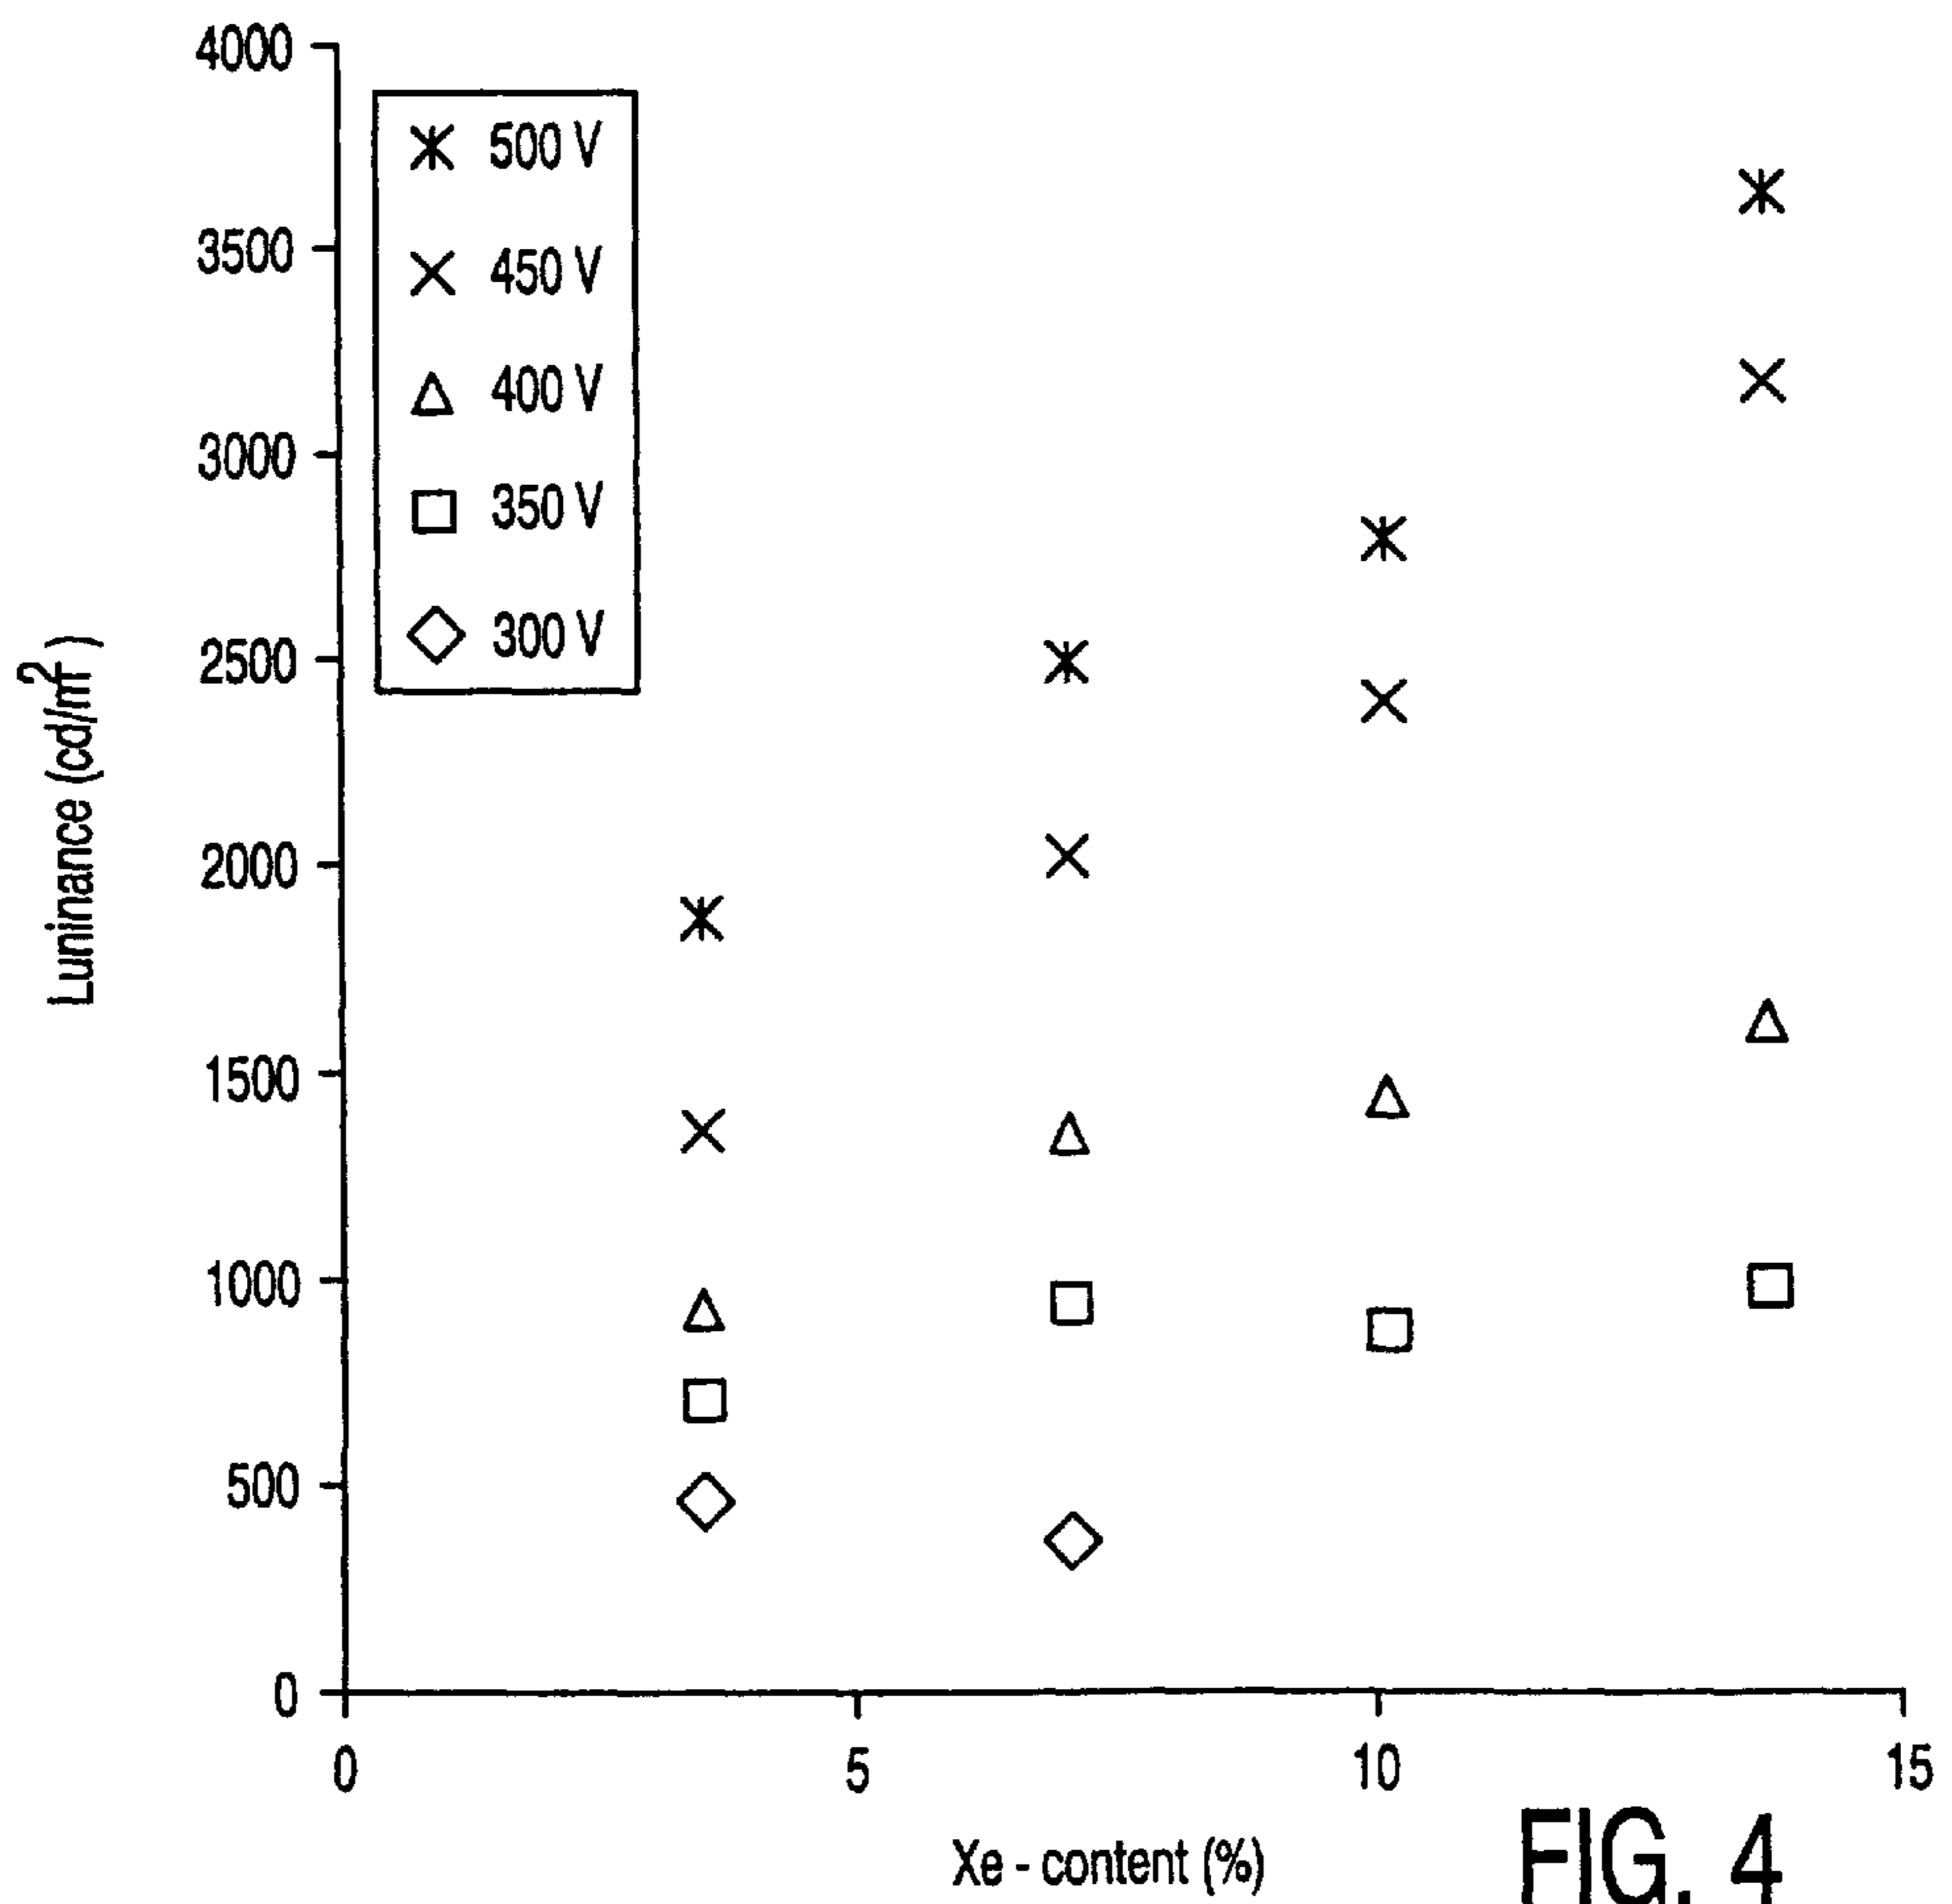 4000
3500
3000
2500
2000
1500
1000
500
0
500 V
450 V
400 V
350 V
300 V
Luninance (cd/m²)
0
5
10
15
Xe - content (%)
FIG. 4